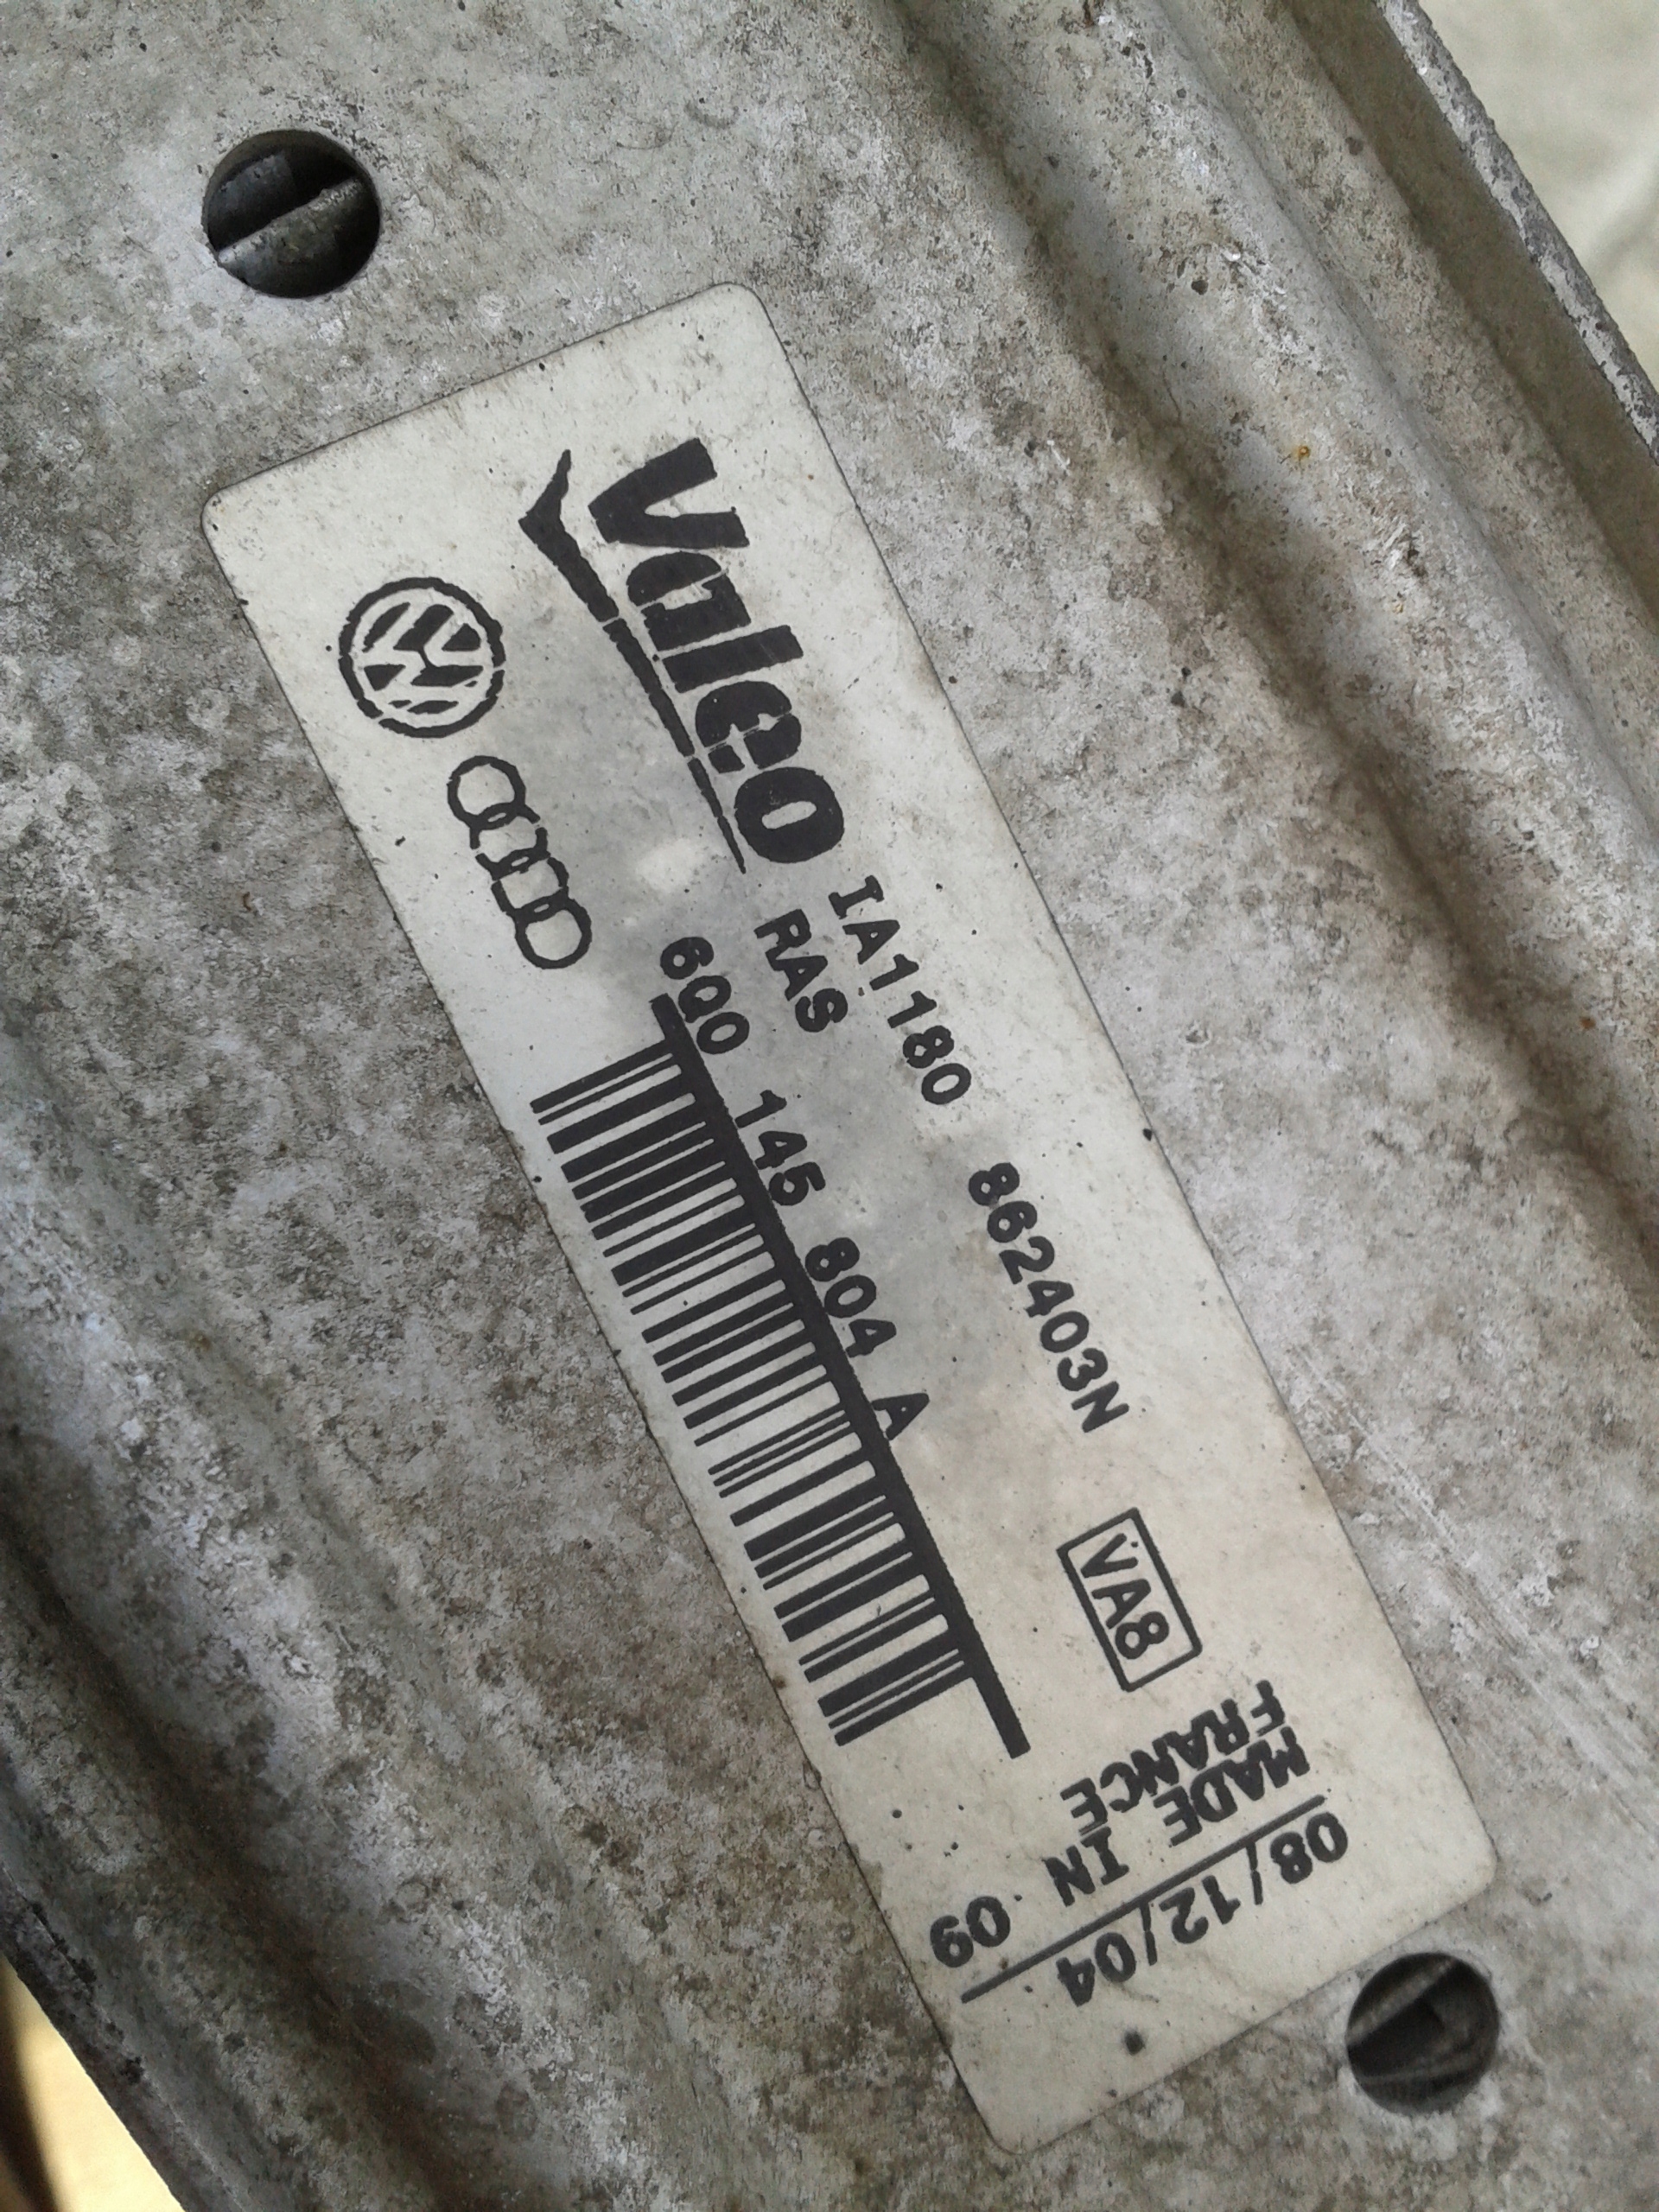 Valeo
IA1180 862403N
RAS
6Q0 145 804 A
VA8
MADE IN
FRANCE
08/12/04
09